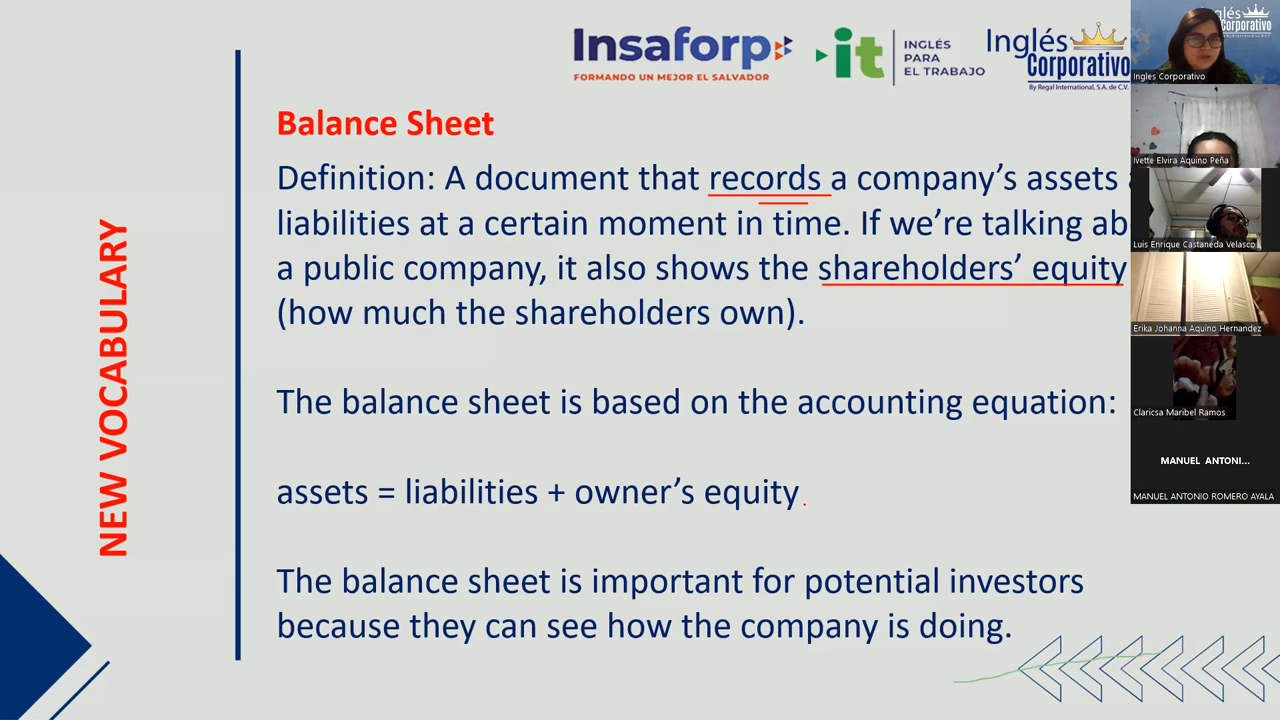 Insaforp
FORMANDO UN MEJOR EL SALVADOR
it
INGLÉS
PARA
EL TRABAJO
Inglés
Corporativo
By Regal International, S.A. de C.V.
NEW VOCABULARY
Balance Sheet
Definition: A document that records a company’s assets
liabilities at a certain moment in time. If we’re talking ab
a public company, it also shows the shareholders’ equity
(how much the shareholders own).
The balance sheet is based on the accounting equation:
assets = liabilities + owner’s equity
The balance sheet is important for potential investors
because they can see how the company is doing.
Corporativo
Ingles Corporativo
Ivette Elvira Aquino Peña
Luis Enrique Castaneda Velasco
Erika Johanna Aquino Hernandez
Claricsa Maribel Ramos
MANUEL ANTONI...
MANUEL ANTONIO ROMERO AYALA